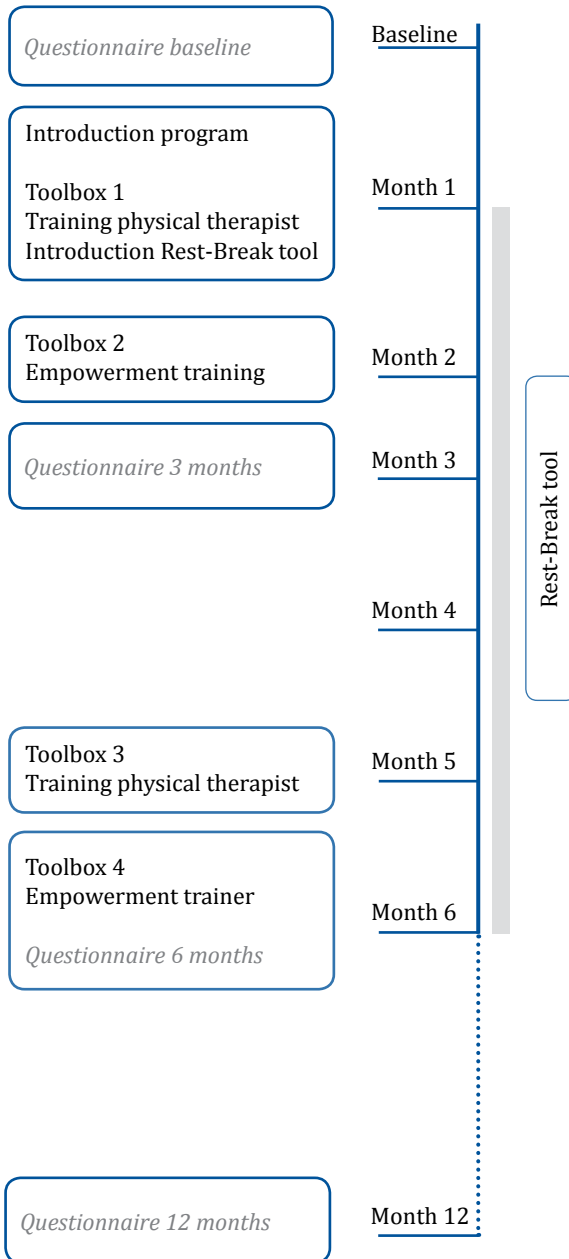 Questionnaire baseline
Baseline
Introduction program
Toolbox 1
Training physical therapist
Introduction Rest-Break tool
Month 1
Toolbox 2
Empowerment training
Month 2
Questionnaire 3 months
Month 3
Rest-Break tool
Month 4
Toolbox 3
Training physical therapist
Month 5
Toolbox 4
Empowerment trainer
Questionnaire 6 months
Month 6
Questionnaire 12 months
Month 12